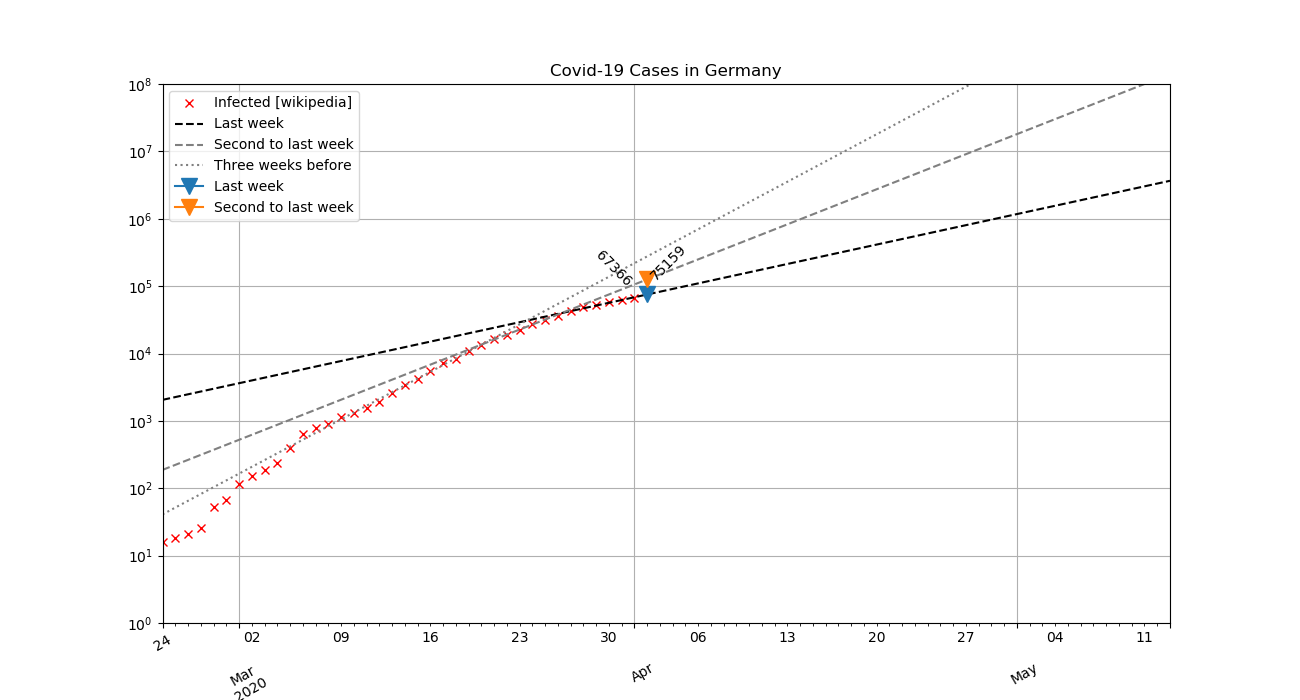 Covid-19 Cases in Germany
10^8
10^7
10^6
10^5
10^4
10^3
10^2
10^1
10^0
Infected [wikipedia]
Last week
Second to last week
Three weeks before
Last week
Second to last week
67366
75159
24 02 09 16 23 30 06 13 20 27 04 11
Mar Apr May
2020